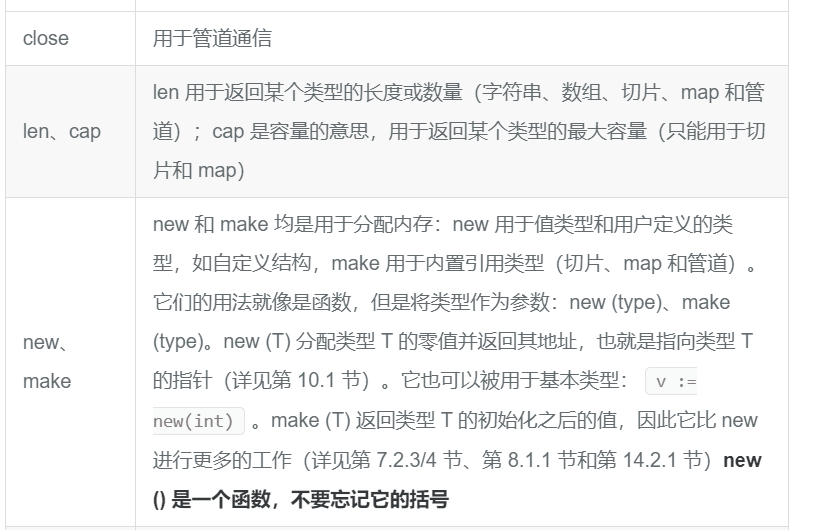 close
用于管道通信
len、cap
len 用于返回某个类型的长度或数量（字符串、数组、切片、map 和管
道）；cap 是容量的意思，用于返回某个类型的最大容量（只能用于切
片和 map）
new、
make
new 和 make 均是用于分配内存：new 用于值类型和用户定义的类
型，如自定义结构，make 用于内置引用类型（切片、map 和管道）。
它们的用法就像是函数，但是将类型作为参数：new (type)、make
(type)。new (T) 分配类型 T 的零值并返回其地址，也就是指向类型 T
的指针（详见第 10.1 节）。它也可以被用于基本类型： v :=
new(int) 。make (T) 返回类型 T 的初始化之后的值，因此它比 new
进行更多的工作（详见第 7.2.3/4 节、第 8.1.1 节和第 14.2.1 节）new
() 是一个函数，不要忘记它的括号